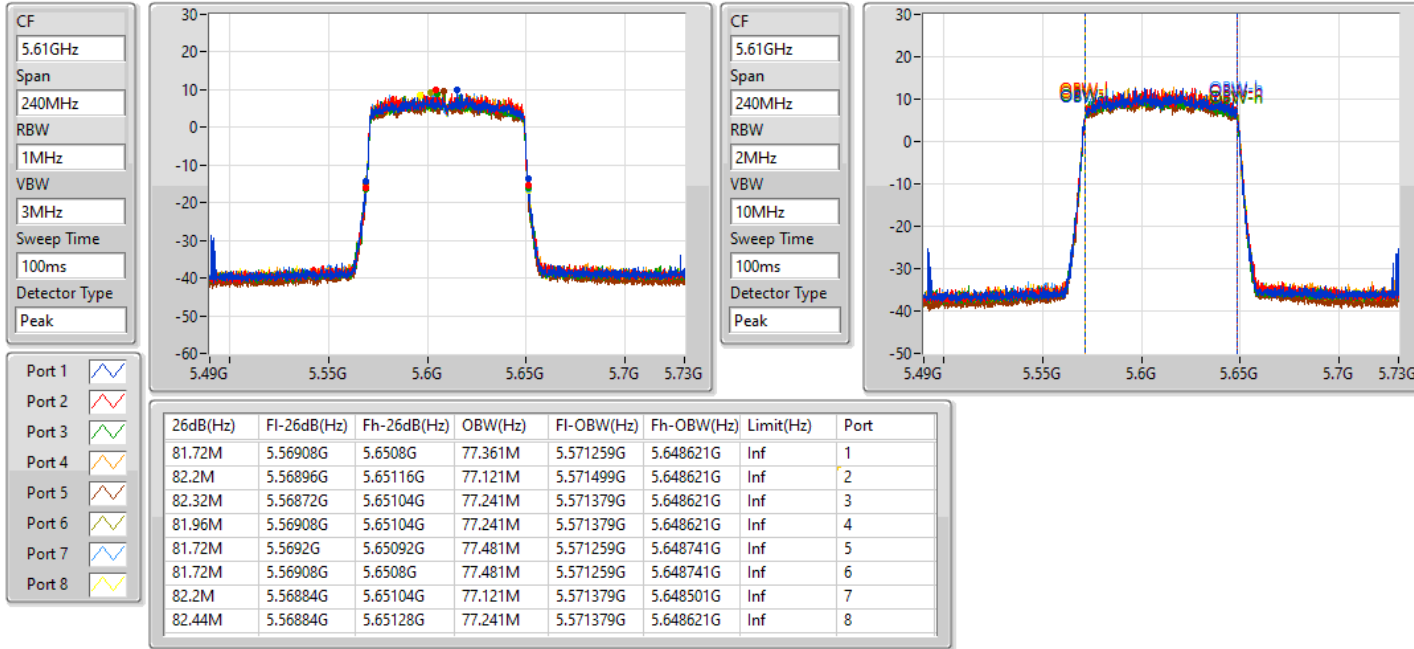 CF
5.61GHz
Span
240MHz
RBW
1MHz
VBW
3MHz
Sweep Time
100ms
Detector Type
Peak
30
20
10
0
-10
-20
-30
-40
-50
-60
5.49G 5.55G 5.6G 5.65G 5.7G 5.73G
CF
5.61GHz
Span
240MHz
RBW
2MHz
VBW
10MHz
Sweep Time
100ms
Detector Type
Peak
30
20
10
0
-10
-20
-30
-40
-50
OBW-l OBW-h
5.49G 5.55G 5.6G 5.65G 5.7G 5.73G
Port 1
Port 2
Port 3
Port 4
Port 5
Port 6
Port 7
Port 8
26dB(Hz) Fl-26dB(Hz) Fh-26dB(Hz) OBW(Hz) Fl-OBW(Hz) Fh-OBW(Hz) Limit(Hz) Port
81.72M 5.56908G 5.6508G 77.361M 5.571259G 5.648621G Inf 1
82.2M 5.56896G 5.65116G 77.121M 5.571499G 5.648621G Inf 2
82.32M 5.56872G 5.65104G 77.241M 5.571379G 5.648621G Inf 3
81.96M 5.56908G 5.65104G 77.241M 5.571379G 5.648621G Inf 4
81.72M 5.5692G 5.65092G 77.481M 5.571259G 5.648741G Inf 5
81.72M 5.56908G 5.6508G 77.481M 5.571259G 5.648741G Inf 6
82.2M 5.56884G 5.65104G 77.121M 5.571379G 5.648501G Inf 7
82.44M 5.56884G 5.65128G 77.241M 5.571379G 5.648621G Inf 8